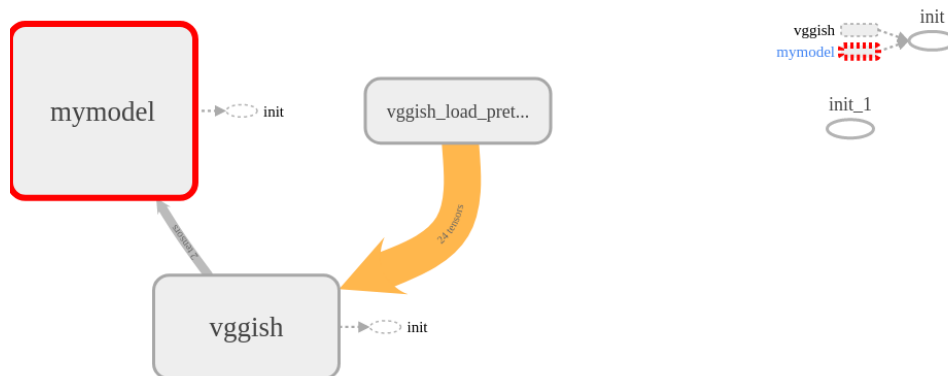 mymodel
init
vggish_load_pret...
24 tensors
2 tensors
vggish
init
init
vggish
mymodel
init_1